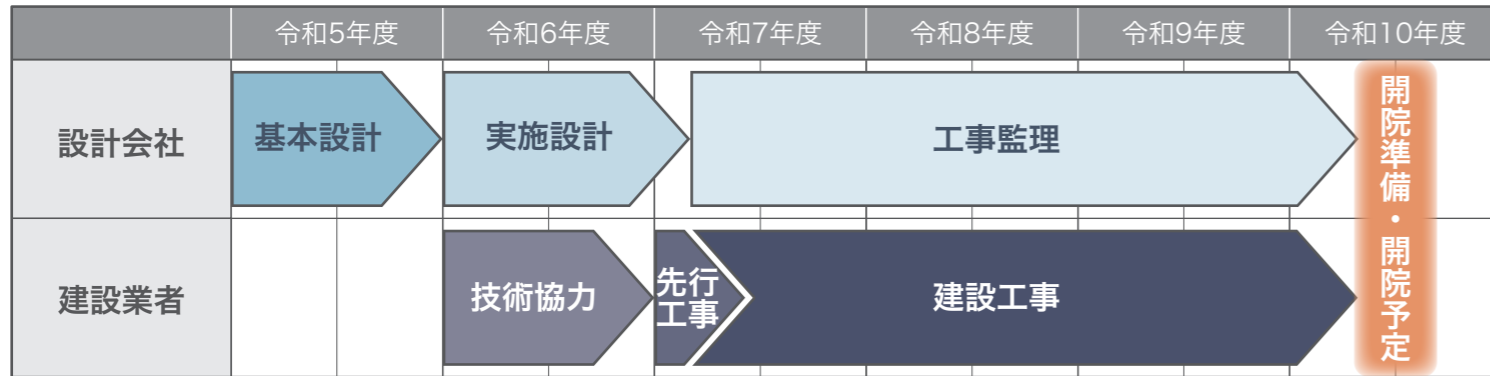 令和5年度
令和6年度
令和7年度
令和8年度
令和9年度
令和10年度
設計会社
基本設計
実施設計
工事監理
開院準備・開院予定
建設業者
技術協力
先行
工事
建設工事